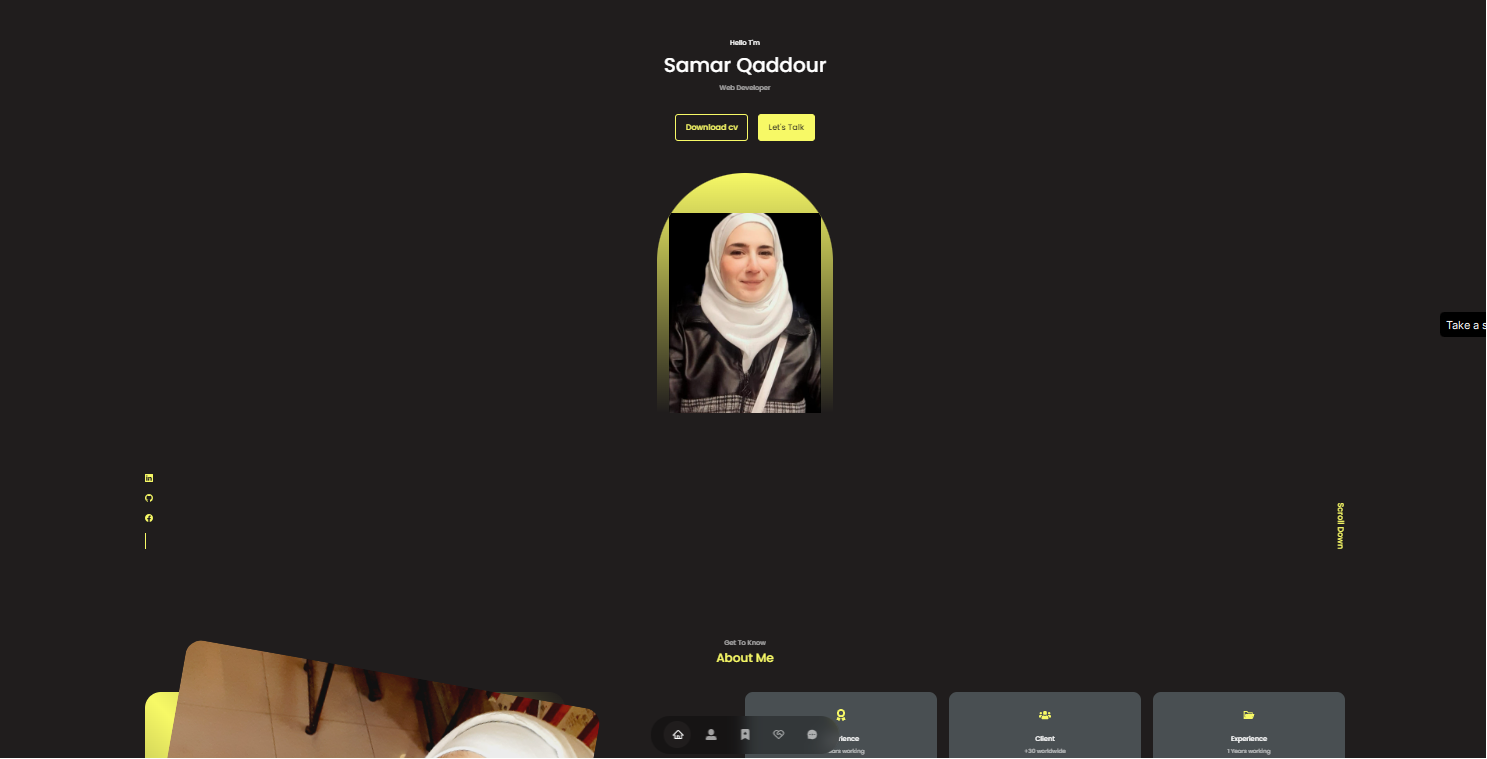 Hello I'm
Samar Qaddour
Web Developer
Download cv
Let's Talk
Take a s
Scroll Down
Get To Know
About Me
rience
ars working
Client
+30 worldwide
Experience
1 Years working